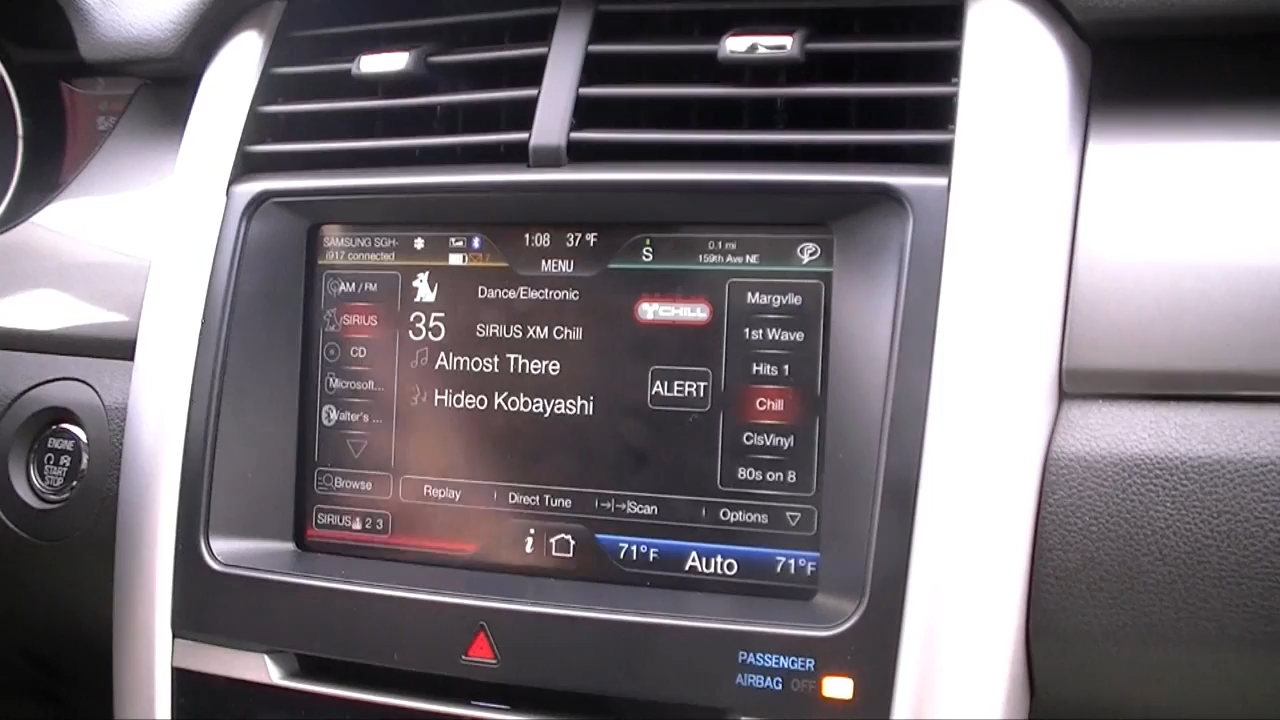 SAMSUNG SGH-
i917 connected
1:08 37 °F
MENU
S
0.1 mi
159th Ave NE
AM / FM
SIRIUS
CD
Microsoft...
Walter's ...
Browse
SIRIUS 1 2 3
Dance/Electronic
35 SIRIUS XM Chill
Almost There
Hideo Kobayashi
CHILL
ALERT
Margvlle
1st Wave
Hits 1
Chill
ClsVinyl
80s on 8
Replay Direct Tune Scan Options
i
71°F Auto 71°F
ENGINE
START
STOP
PASSENGER
AIRBAG OFF